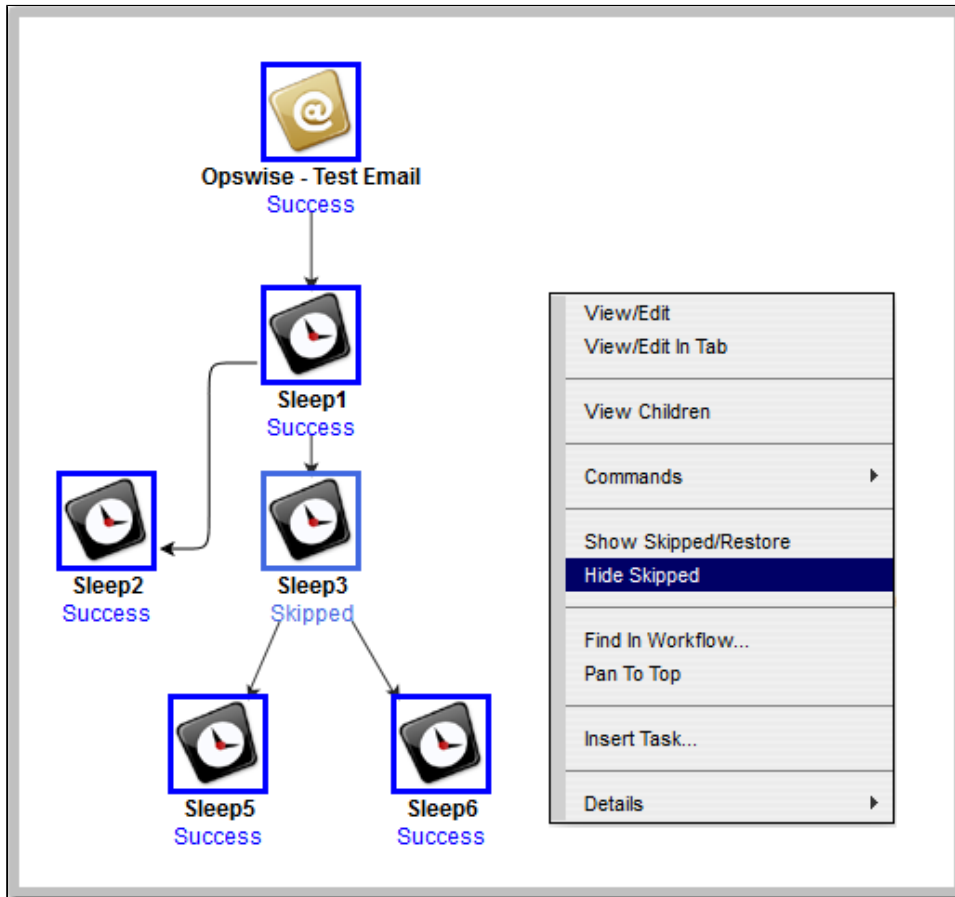 Opswise - Test Email
Success
Sleep1
Success
Sleep2
Success
Sleep3
Skipped
Sleep5
Success
Sleep6
Success
View/Edit
View/Edit In Tab
View Children
Commands
Show Skipped/Restore
Hide Skipped
Find In Workflow...
Pan To Top
Insert Task...
Details